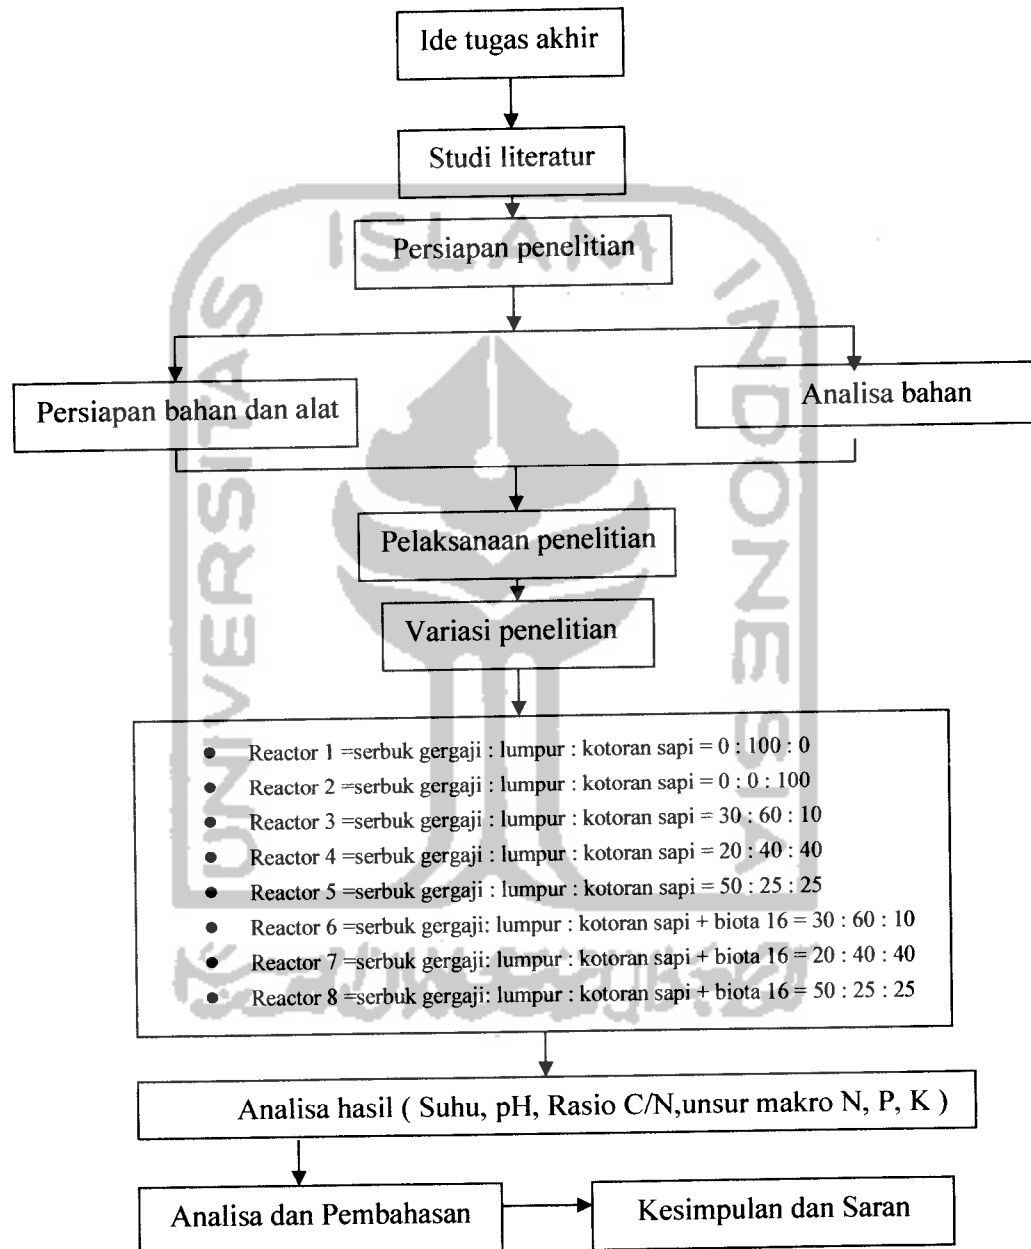 Ide tugas akhir
Studi literatur
Persiapan penelitian
Persiapan bahan dan alat
Analisa bahan
Pelaksanaan penelitian
Variasi penelitian
Reactor 1 =serbuk gergaji : lumpur : kotoran sapi = 0 : 100 : 0
Reactor 2 =serbuk gergaji : lumpur : kotoran sapi = 0 : 0 : 100
Reactor 3 =serbuk gergaji : lumpur : kotoran sapi = 30 : 60 : 10
Reactor 4 =serbuk gergaji : lumpur : kotoran sapi = 20 : 40 : 40
Reactor 5 =serbuk gergaji : lumpur : kotoran sapi = 50 : 25 : 25
Reactor 6 =serbuk gergaji: lumpur : kotoran sapi + biota 16 = 30 : 60 : 10
Reactor 7 =serbuk gergaji: lumpur : kotoran sapi + biota 16 = 20 : 40 : 40
Reactor 8 =serbuk gergaji: lumpur : kotoran sapi + biota 16 = 50 : 25 : 25
Analisa hasil ( Suhu, pH, Rasio C/N,unsur makro N, P, K )
Analisa dan Pembahasan
Kesimpulan dan Saran
UNIVERSITAS
ISLAM
INDONESIA